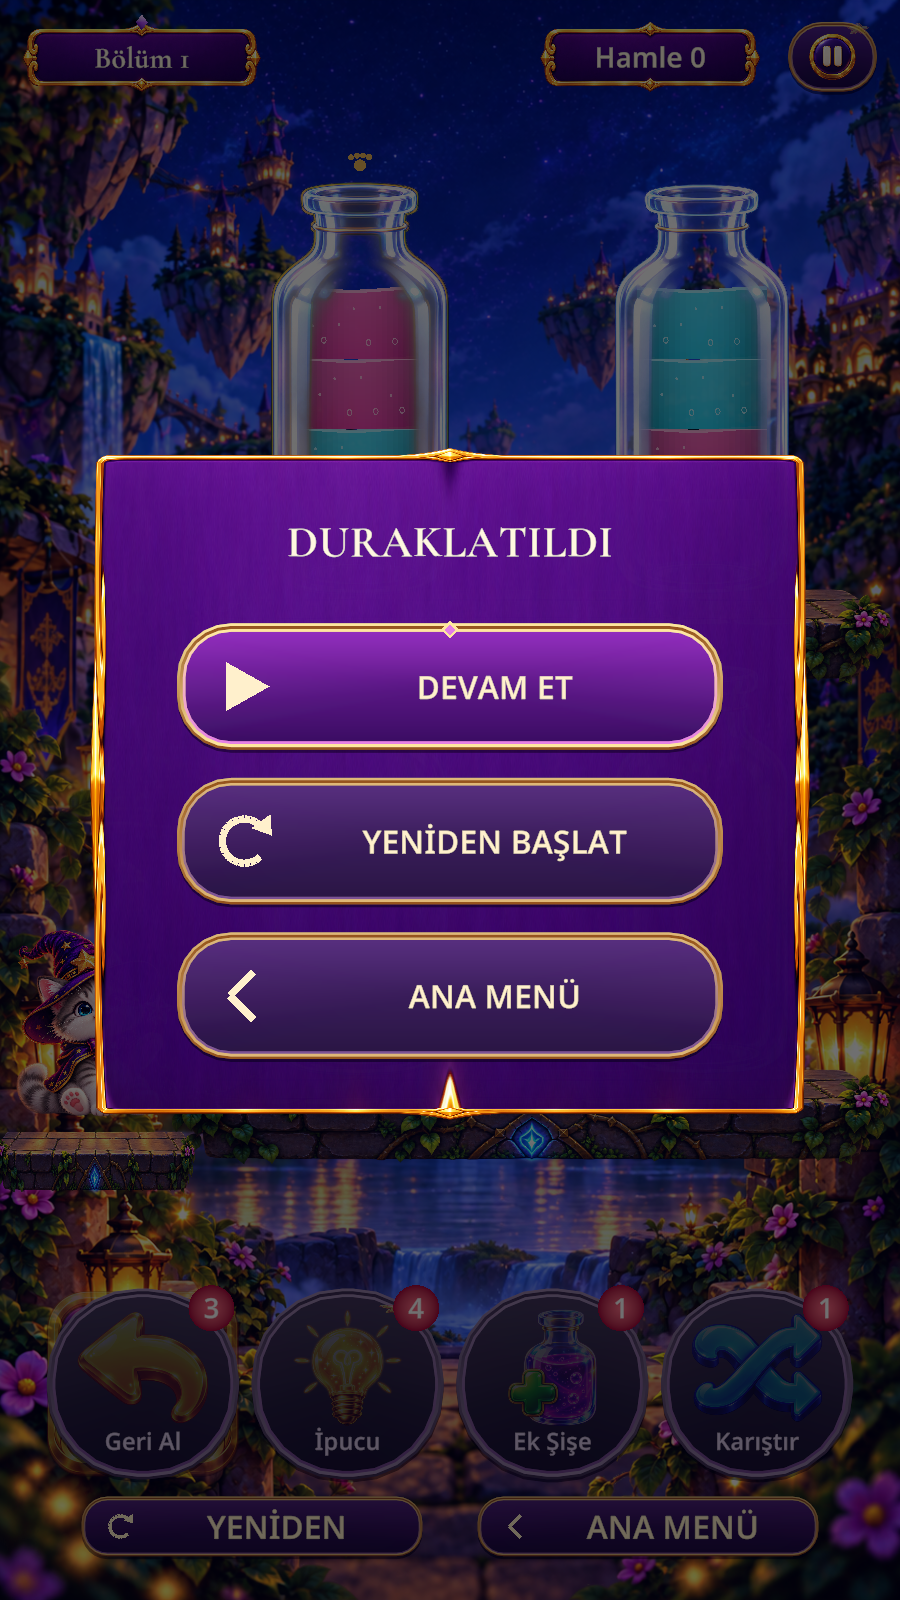 Bölüm 1
Hamle 0
DURAKLATILDI
DEVAM ET
YENİDEN BAŞLAT
ANA MENÜ
3
4
1
1
Geri Al
İpucu
Ek Şişe
Karıştır
YENİDEN
ANA MENÜ